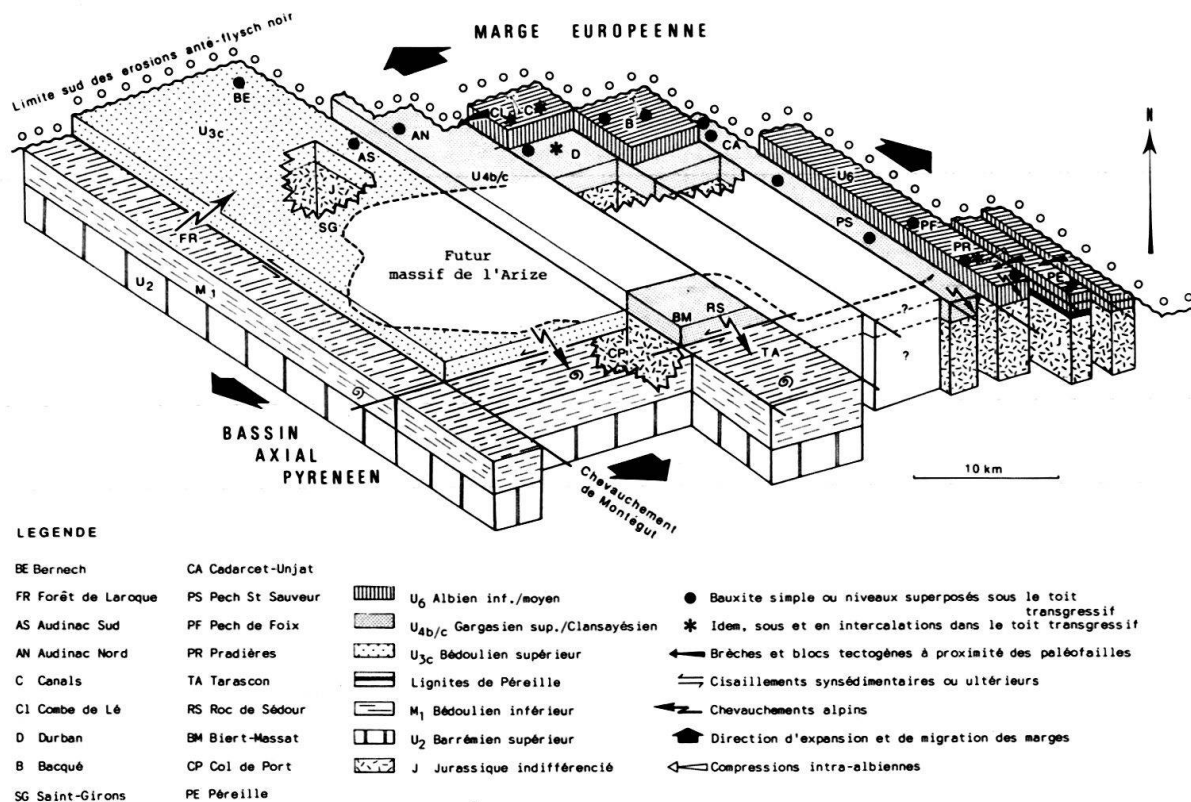 MARGE EUROPEENNE
Limite sud des erosions anté-flysch noir
BE
U3c
AN
AS
Cl
C
B
D
CA
N
J
SG
U4b/c
U6
PS
PF
PR
PE
FR
Futur
massif de l'Arize
U2
M1
BM
RS
CP
TA
?
?
J
BASSIN
AXIAL
PYRENEEN
Chevauchement
de Montégut
10 km
LEGENDE
BE Bernech
CA Cadarcet-Unjat
FR Forêt de Laroque
PS Pech St Sauveur
U6 Albien inf./moyen
Bauxite simple ou niveaux superposés sous le toit
transgressif
AS Audinac Sud
PF Pech de Foix
U4b/c Gargasien sup./Clansayésien
Idem, sous et en intercalations dans le toit transgressif
AN Audinac Nord
PR Pradières
U3c Bédoulien supérieur
Brèches et blocs tectogènes à proximité des paléofailles
C Canals
TA Tarascon
Lignites de Péreille
Cisaillements synsédimentaires ou ultérieurs
Cl Combe de Lé
RS Roc de Sédour
M1 Bédoulien inférieur
Chevauchements alpins
D Durban
BM Biert-Massat
U2 Barrémien supérieur
Direction d'expansion et de migration des marges
B Bacqué
CP Col de Port
J Jurassique indifférencié
Compressions intra-albiennes
SG Saint-Girons
PE Péreille